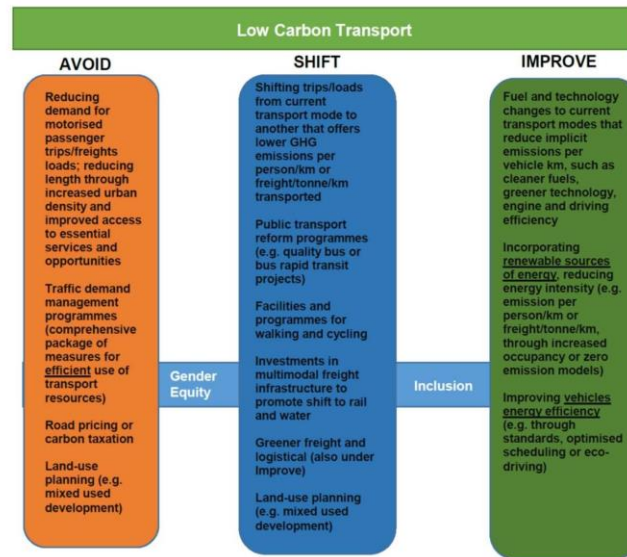 Low Carbon Transport
AVOID
Reducing
demand for
motorised
passenger
trips/freights
loads; reducing
length through
increased urban
density and
improved access
to essential
services and
opportunities
Traffic demand
management
programmes
(comprehensive
package of
measures for
efficient use of
transport
resources)
Road pricing or
carbon taxation
Land-use
planning (e.g.
mixed used
development)
Gender
Equity
SHIFT
Shifting trips/loads
from current
transport mode to
another that offers
lower GHG
emissions per
person/km or
freight/tonne/km
transported
Public transport
reform programmes
(e.g. quality bus or
bus rapid transit
projects)
Facilities and
programmes for
walking and cycling
Investments in
multimodal freight
infrastructure to
promote shift to rail
and water
Greener freight and
logistical (also under
Improve)
Land-use planning
(e.g. mixed used
development)
Inclusion
IMPROVE
Fuel and technology
changes to current
transport modes that
reduce implicit
emissions per
vehicle km, such as
cleaner fuels,
greener technology,
engine and driving
efficiency
Incorporating
renewable sources
of energy, reducing
energy intensity (e.g.
emission per
person/km or
freight/tonne/km,
through increased
occupancy or zero
emission models)
Improving vehicles
energy efficiency
(e.g. through
standards, optimised
scheduling or eco-
driving)